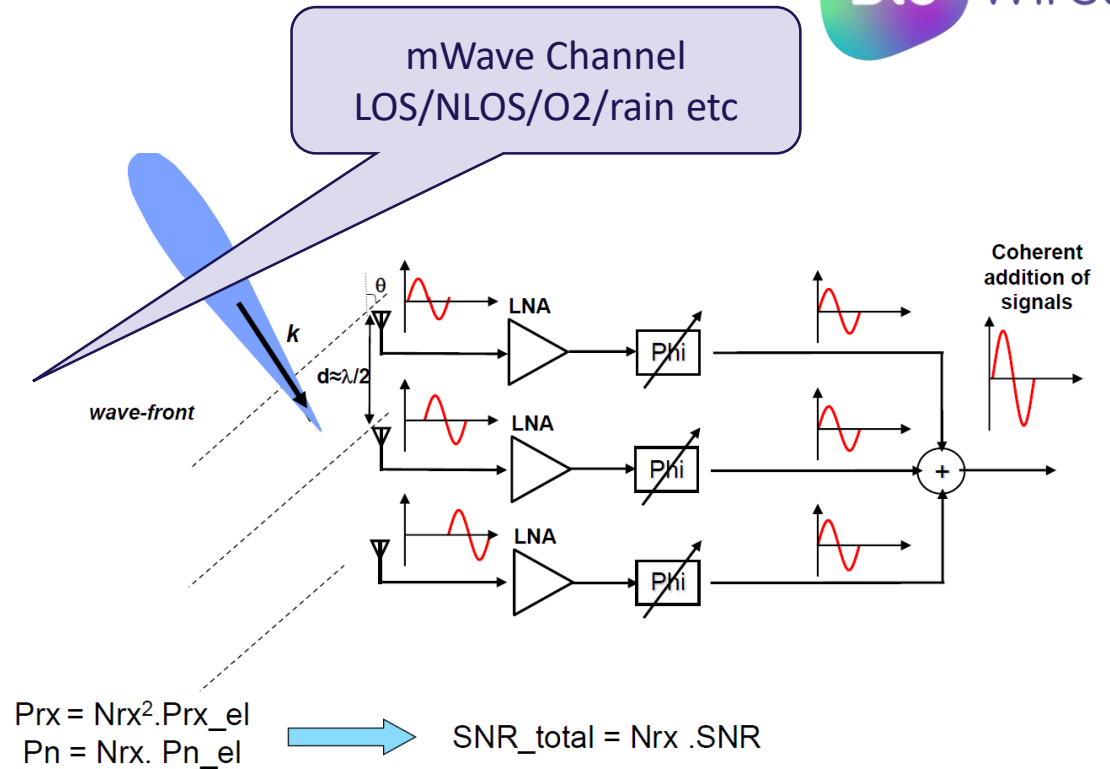 mWave Channel
LOS/NLOS/O2/rain etc
Coherent
addition of
signals
θ
LNA
Phi
k
d≈λ/2
wave-front
LNA
Phi
+
LNA
Phi
Prx = Nrx².Prx_el
Pn = Nrx. Pn_el
SNR_total = Nrx .SNR